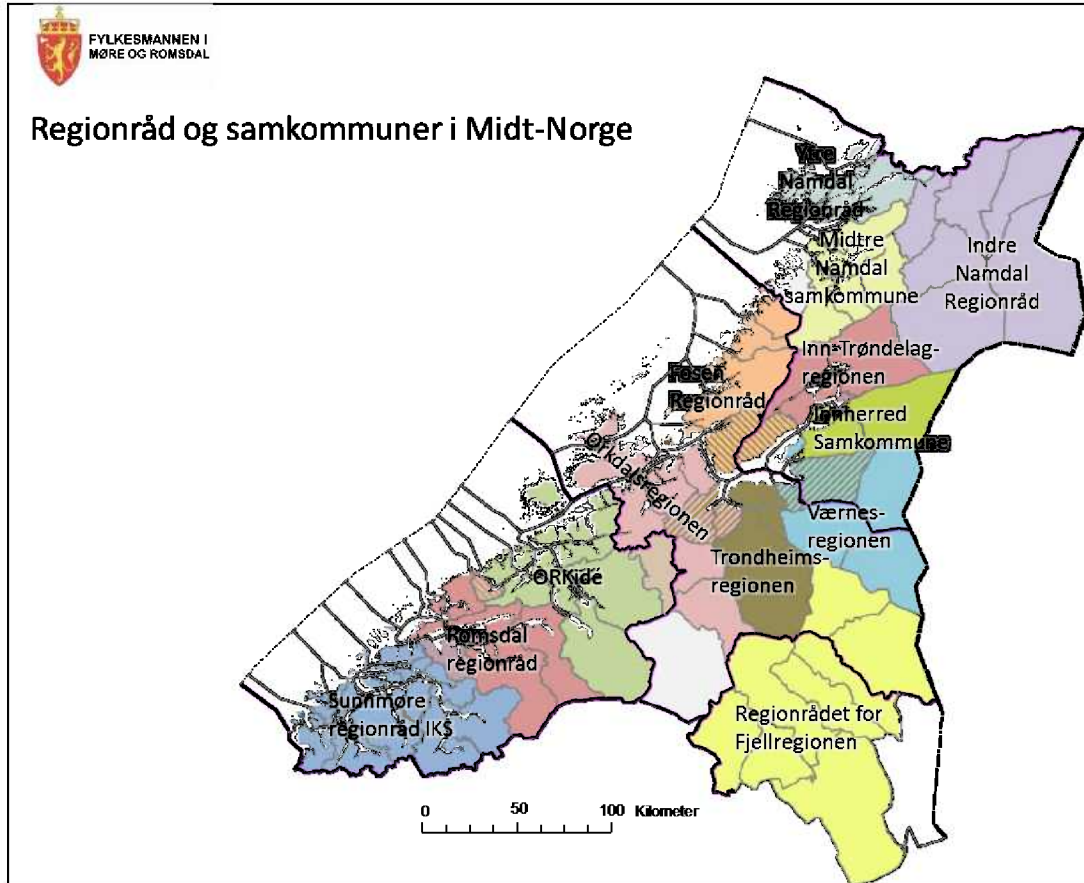 FYLKESMANNEN I
MØRE OG ROMSDAL
Regionråd og samkommuner i Midt-Norge
Ytre
Namdal
Regionråd
Midtre
Namdal
samkommune
Indre
Namdal
Regionråd
Inn-Trøndelag-
regionen
Fosen
Regionråd
Innherred
Samkommune
Orkdalsregionen
Værnes-
regionen
Trondheims-
regionen
ORKide
Romsdal
regionråd
Sunnmøre
regionråd IKS
Regionrådet for
Fjellregionen
0 50 100 Kilometer